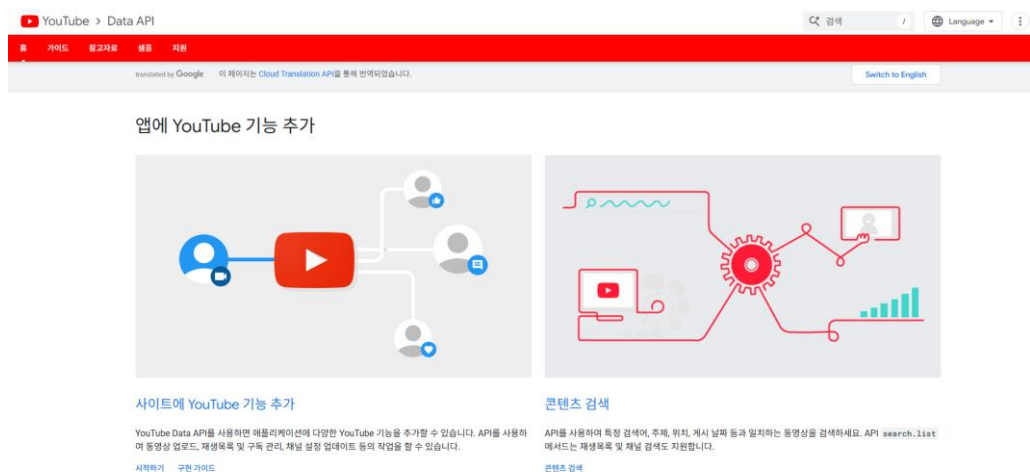 YouTube > Data API
검색 /
Language
홈 가이드 참고자료 샘플 지원
translated by Google 이 페이지는 Cloud Translation API를 통해 번역되었습니다.
Switch to English
앱에 YouTube 기능 추가
사이트에 YouTube 기능 추가
YouTube Data API를 사용하면 애플리케이션에 다양한 YouTube 기능을 추가할 수 있습니다. API를 사용하
여 동영상 업로드, 재생목록 및 구독 관리, 채널 설정 업데이트 등의 작업을 할 수 있습니다.
시작하기 구현 가이드
콘텐츠 검색
API를 사용하여 특정 검색어, 주제, 위치, 게시 날짜 등과 일치하는 동영상을 검색하세요. API search.list
메서드는 재생목록 및 채널 검색도 지원합니다.
콘텐츠 검색